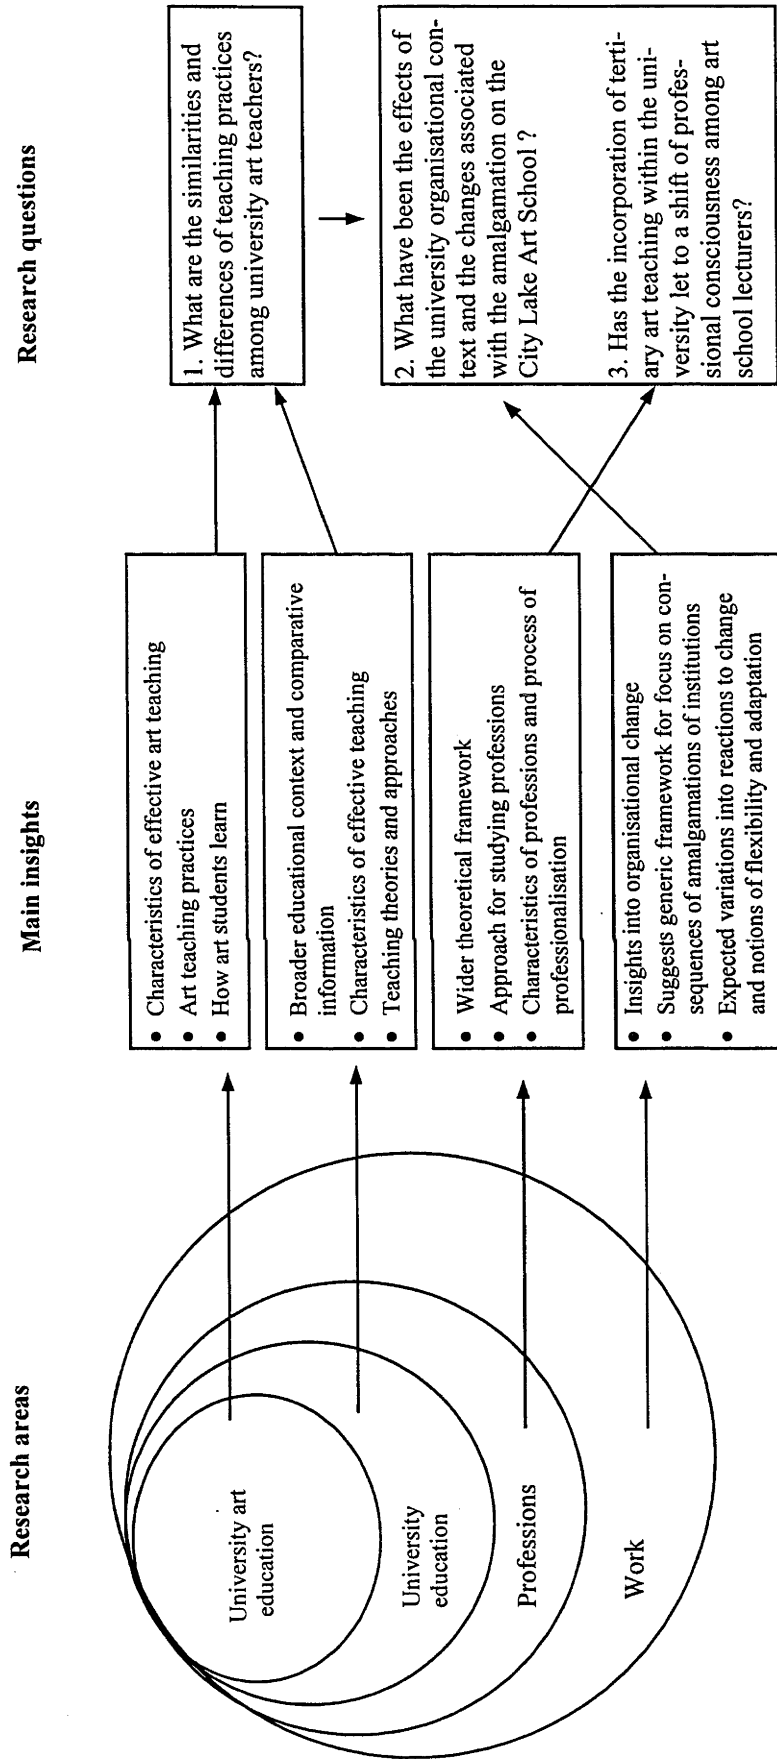 Research areas
University art
education
University
education
Professions
Work
Main insights
• Characteristics of effective art teaching
• Art teaching practices
• How art students learn
• Broader educational context and comparative
information
• Characteristics of effective teaching
• Teaching theories and approaches
• Wider theoretical framework
• Approach for studying professions
• Characteristics of professions and process of
professionalisation
• Insights into organisational change
• Suggests generic framework for focus on con-
sequences of amalgamations of institutions
• Expected variations into reactions to change
and notions of flexibility and adaptation
Research questions
1. What are the similarities and
differences of teaching practices
among university art teachers?
2. What have been the effects of
the university organisational con-
text and the changes associated
with the amalgamation on the
City Lake Art School ?
3. Has the incorporation of terti-
ary art teaching within the uni-
versity let to a shift of profes-
sional consciousness among art
school lecturers?